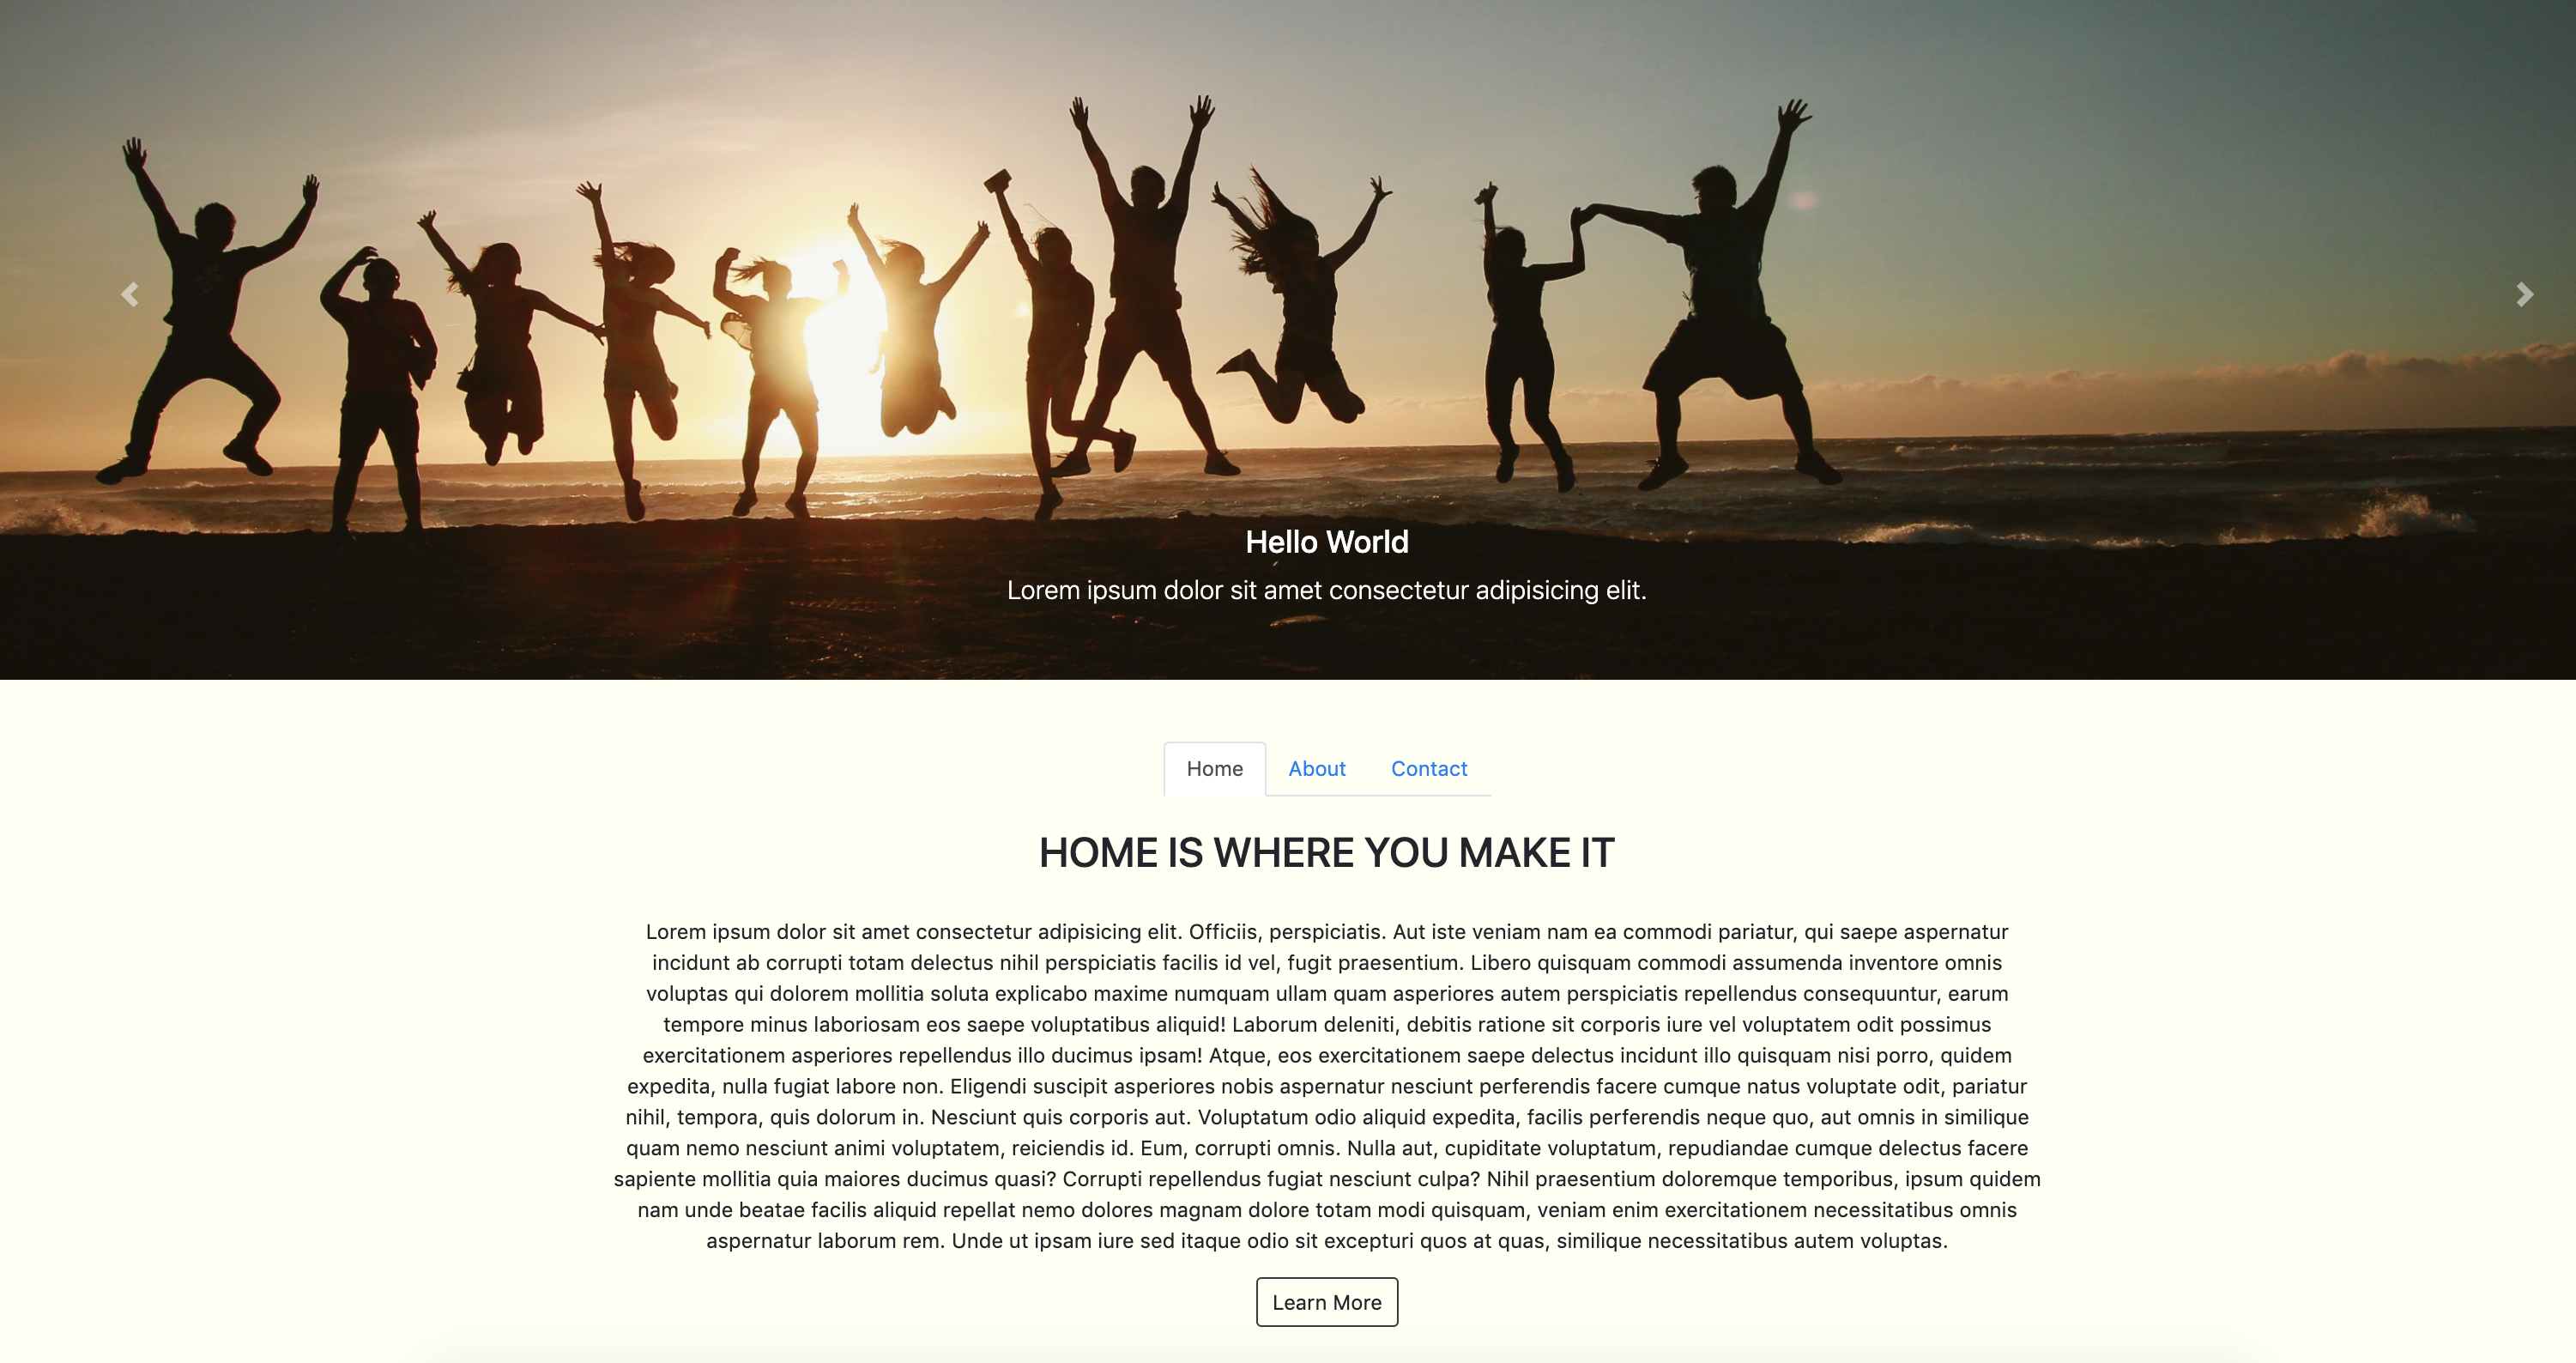 Hello World
Lorem ipsum dolor sit amet consectetur adipisicing elit.
Home About Contact
HOME IS WHERE YOU MAKE IT
Lorem ipsum dolor sit amet consectetur adipisicing elit. Officiis, perspiciatis. Aut iste veniam nam ea commodi pariatur, qui saepe aspernatur
incidunt ab corrupti totam delectus nihil perspiciatis facilis id vel, fugit praesentium. Libero quisquam commodi assumenda inventore omnis
voluptas qui dolorem mollitia soluta explicabo maxime numquam ullam quam asperiores autem perspiciatis repellendus consequuntur, earum
tempore minus laboriosam eos saepe voluptatibus aliquid! Laborum deleniti, debitis ratione sit corporis iure vel voluptatem odit possimus
exercitationem asperiores repellendus illo ducimus ipsam! Atque, eos exercitationem saepe delectus incidunt illo quisquam nisi porro, quidem
expedita, nulla fugiat labore non. Eligendi suscipit asperiores nobis aspernatur nesciunt perferendis facere cumque natus voluptate odit, pariatur
nihil, tempora, quis dolorum in. Nesciunt quis corporis aut. Voluptatum odio aliquid expedita, facilis perferendis neque quo, aut omnis in similique
quam nemo nesciunt animi voluptatem, reiciendis id. Eum, corrupti omnis. Nulla aut, cupiditate voluptatum, repudiandae cumque delectus facere
sapiente mollitia quia maiores ducimus quasi? Corrupti repellendus fugiat nesciunt culpa? Nihil praesentium doloremque temporibus, ipsum quidem
nam unde beatae facilis aliquid repellat nemo dolores magnam dolore totam modi quisquam, veniam enim exercitationem necessitatibus omnis
aspernatur laborum rem. Unde ut ipsam iure sed itaque odio sit excepturi quos at quas, similique necessitatibus autem voluptas.
Learn More